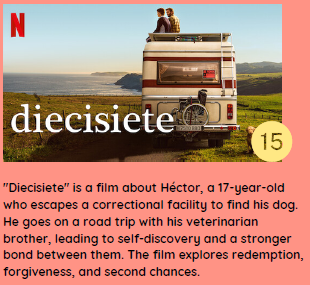 N
diecisiete
15
"Diecisiete" is a film about Héctor, a 17-year-old
who escapes a correctional facility to find his dog.
He goes on a road trip with his veterinarian
brother, leading to self-discovery and a stronger
bond between them. The film explores redemption,
forgiveness, and second chances.